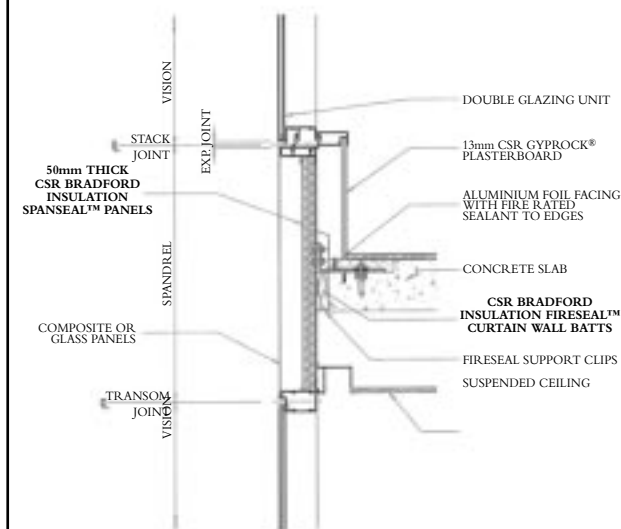 VISION
DOUBLE GLAZING UNIT
STACK
JOINT
EXP. JOINT
13mm CSR GYPROCK®
PLASTERBOARD
50mm THICK
CSR BRADFORD
INSULATION
SPANSEAL™ PANELS
ALUMINIUM FOIL FACING
WITH FIRE RATED
SEALANT TO EDGES
SPANDREL
CONCRETE SLAB
CSR BRADFORD
INSULATION FIRESEAL™
CURTAIN WALL BATTS
COMPOSITE OR
GLASS PANELS
FIRESEAL SUPPORT CLIPS
SUSPENDED CEILING
TRANSOM
JOINT
VISION